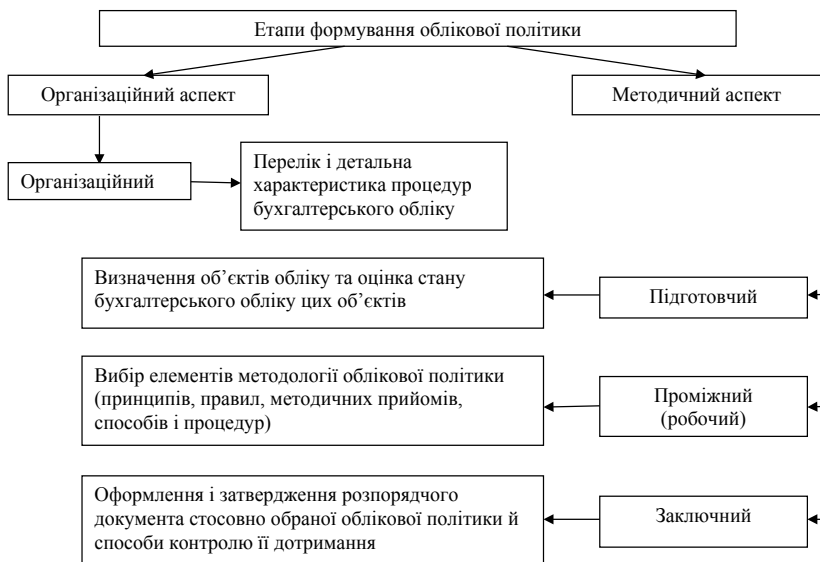 Етапи формування облікової політики
Організаційний аспект
Методичний аспект
Організаційний
Перелік і детальна
характеристика процедур
бухгалтерського обліку
Визначення об’єктів обліку та оцінка стану
бухгалтерського обліку цих об’єктів
Підготовчий
Вибір елементів методології облікової політики
(принципів, правил, методичних прийомів,
способів і процедур)
Проміжний
(робочий)
Оформлення і затвердження розпорядчого
документа стосовно обраної облікової політики й
способи контролю її дотримання
Заключний